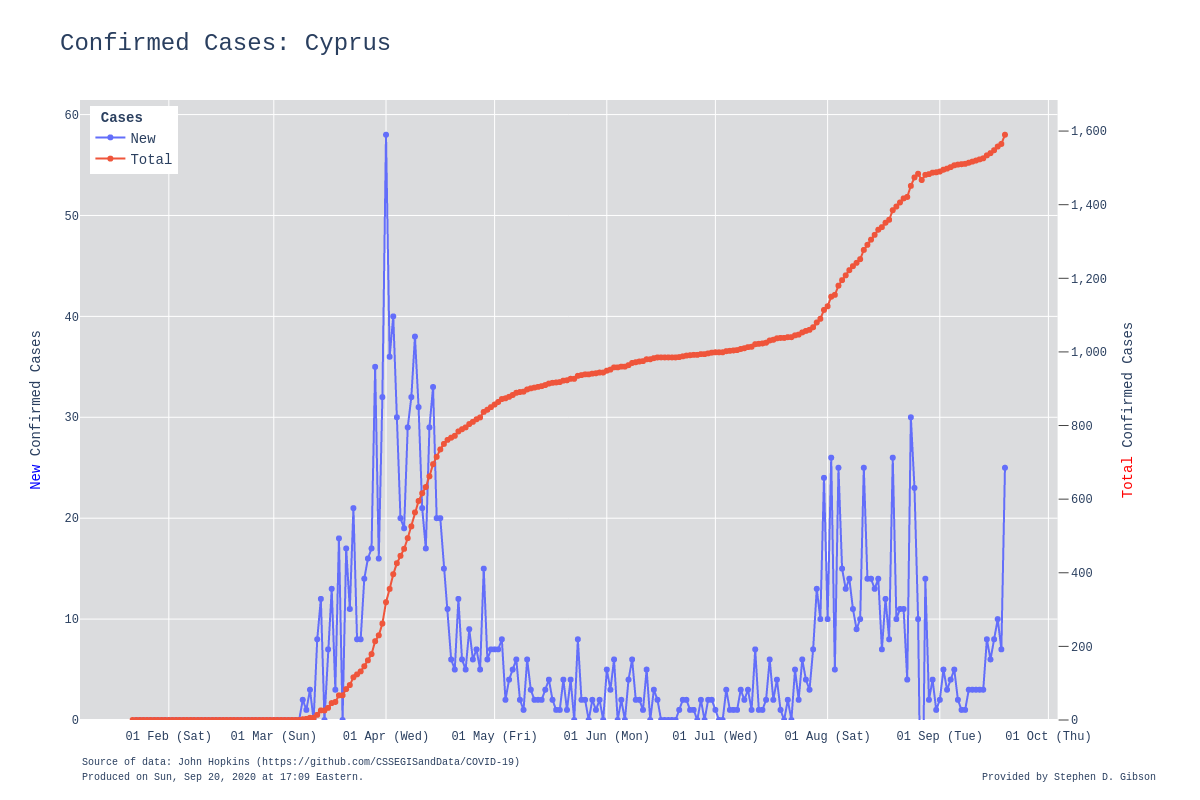 Confirmed Cases: Cyprus
Cases
New
Total
60
50
40
30
20
10
0
New Confirmed Cases
1,600
1,400
1,200
1,000
800
600
400
200
0
Total Confirmed Cases
01 Feb (Sat) 01 Mar (Sun) 01 Apr (Wed) 01 May (Fri) 01 Jun (Mon) 01 Jul (Wed) 01 Aug (Sat) 01 Sep (Tue) 01 Oct (Thu)
Source of data: John Hopkins (https://github.com/CSSEGISandData/COVID-19)
Produced on Sun, Sep 20, 2020 at 17:09 Eastern.
Provided by Stephen D. Gibson